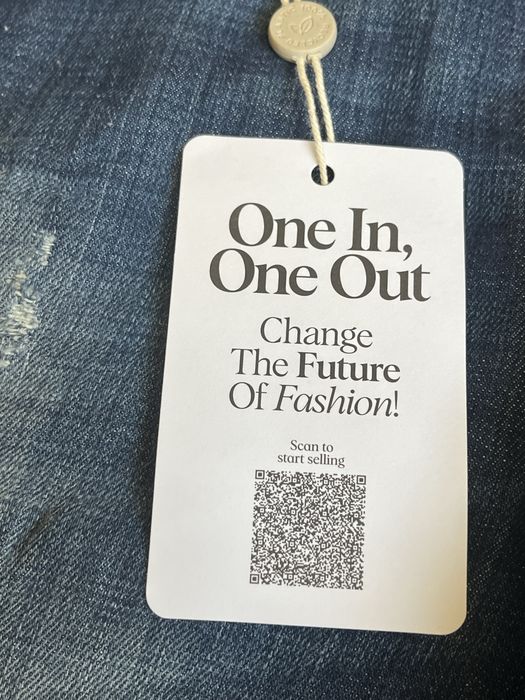 One In,
One Out
Change
The Future
Of Fashion!
Scan to
start selling